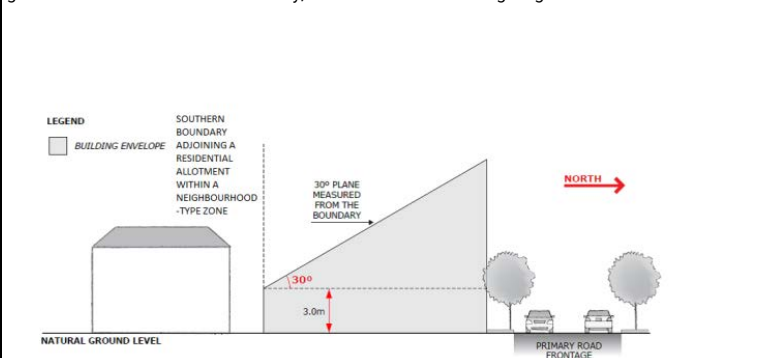 LEGEND
BUILDING ENVELOPE
SOUTHERN
BOUNDARY
ADJOINING A
RESIDENTIAL
ALLOTMENT
WITHIN A
NEIGHBOURHOOD
-TYPE ZONE
30º PLANE
MEASURED
FROM THE
BOUNDARY
NORTH
30º
3.0m
NATURAL GROUND LEVEL
PRIMARY ROAD
FRONTAGE